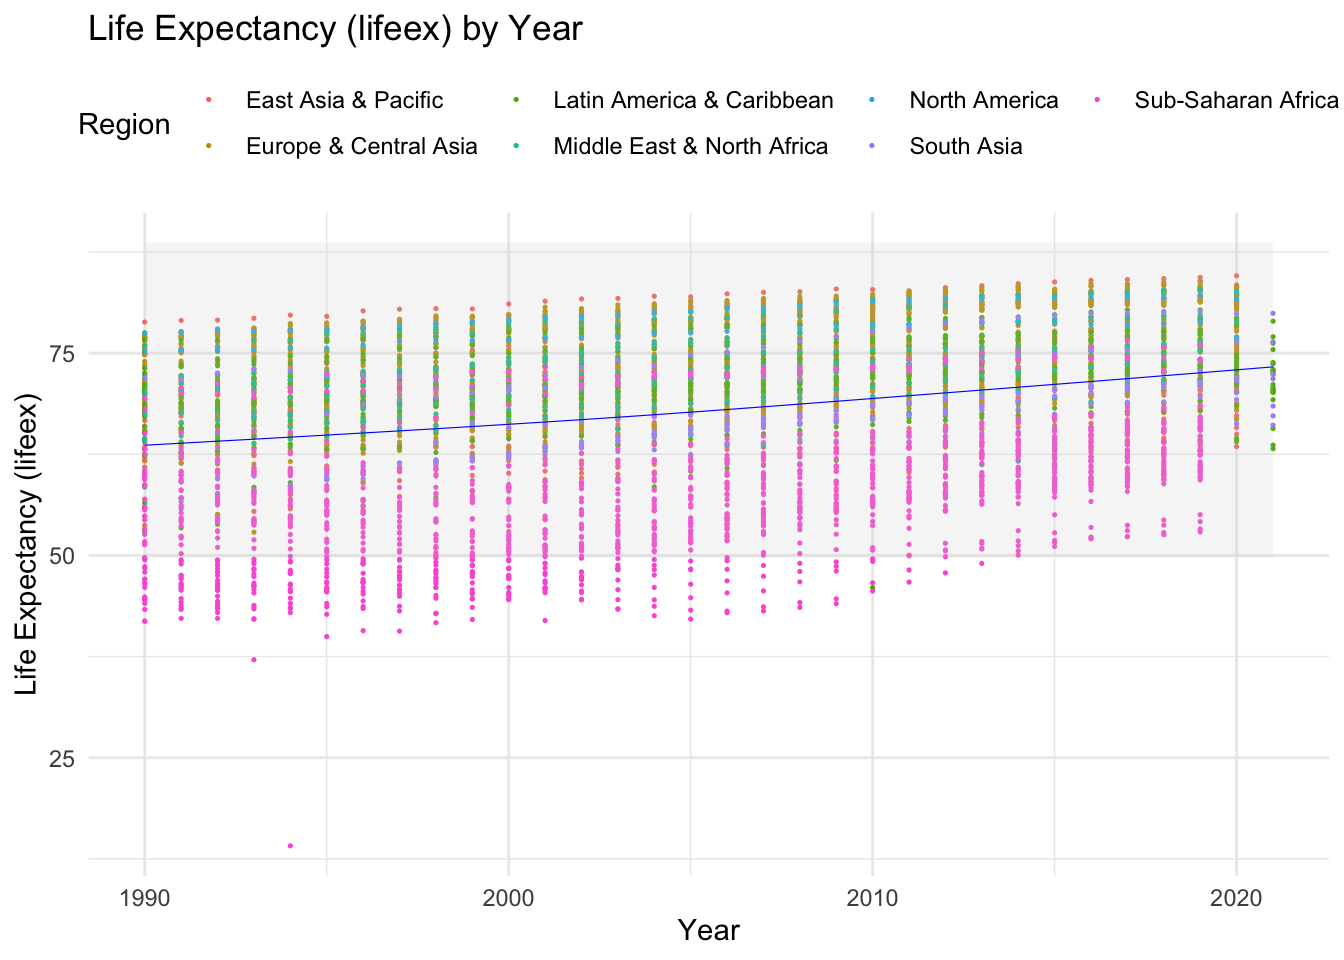 Life Expectancy (lifeex) by Year
Region
East Asia & Pacific
Latin America & Caribbean
North America
Sub-Saharan Africa
Europe & Central Asia
Middle East & North Africa
South Asia
Life Expectancy (lifeex)
75
50
25
1990
2000
2010
2020
Year